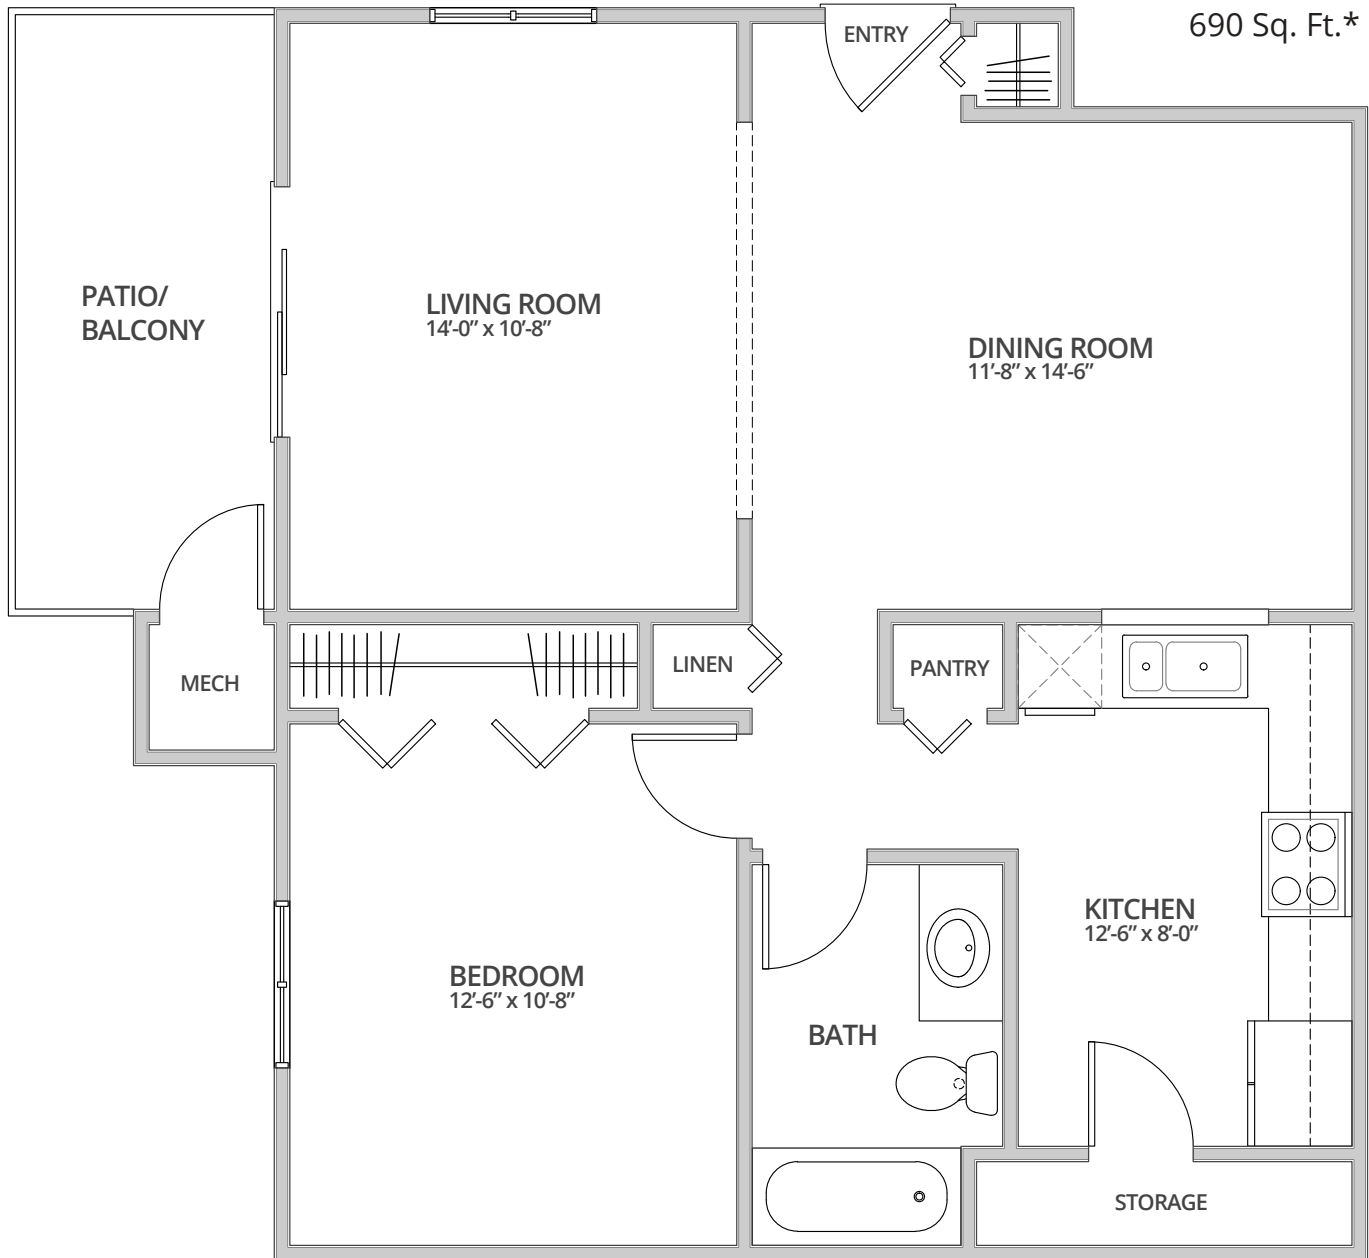 690 Sq. Ft.*
ENTRY
PATIO/
BALCONY
LIVING ROOM
14'-0” x 10'-8”
DINING ROOM
11'-8” x 14'-6”
MECH
LINEN
PANTRY
KITCHEN
12'-6” x 8'-0”
BEDROOM
12'-6” x 10'-8”
BATH
STORAGE